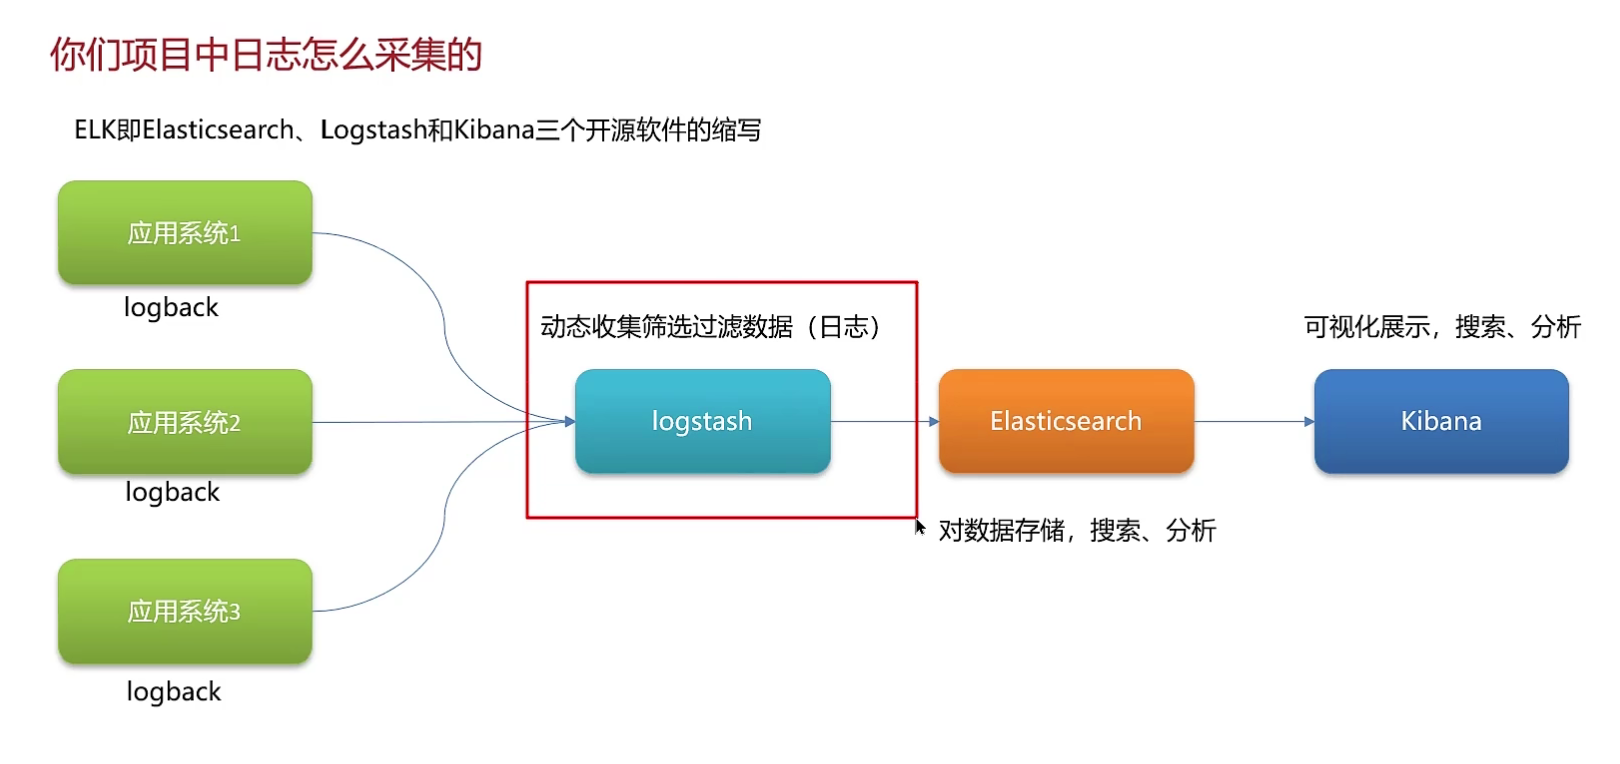 你们项目中日志怎么采集的
ELK即Elasticsearch、Logstash和Kibana三个开源软件的缩写
应用系统1
logback
动态收集筛选过滤数据（日志）
可视化展示，搜索、分析
应用系统2
logstash
Elasticsearch
Kibana
logback
对数据存储，搜索、分析
应用系统3
logback